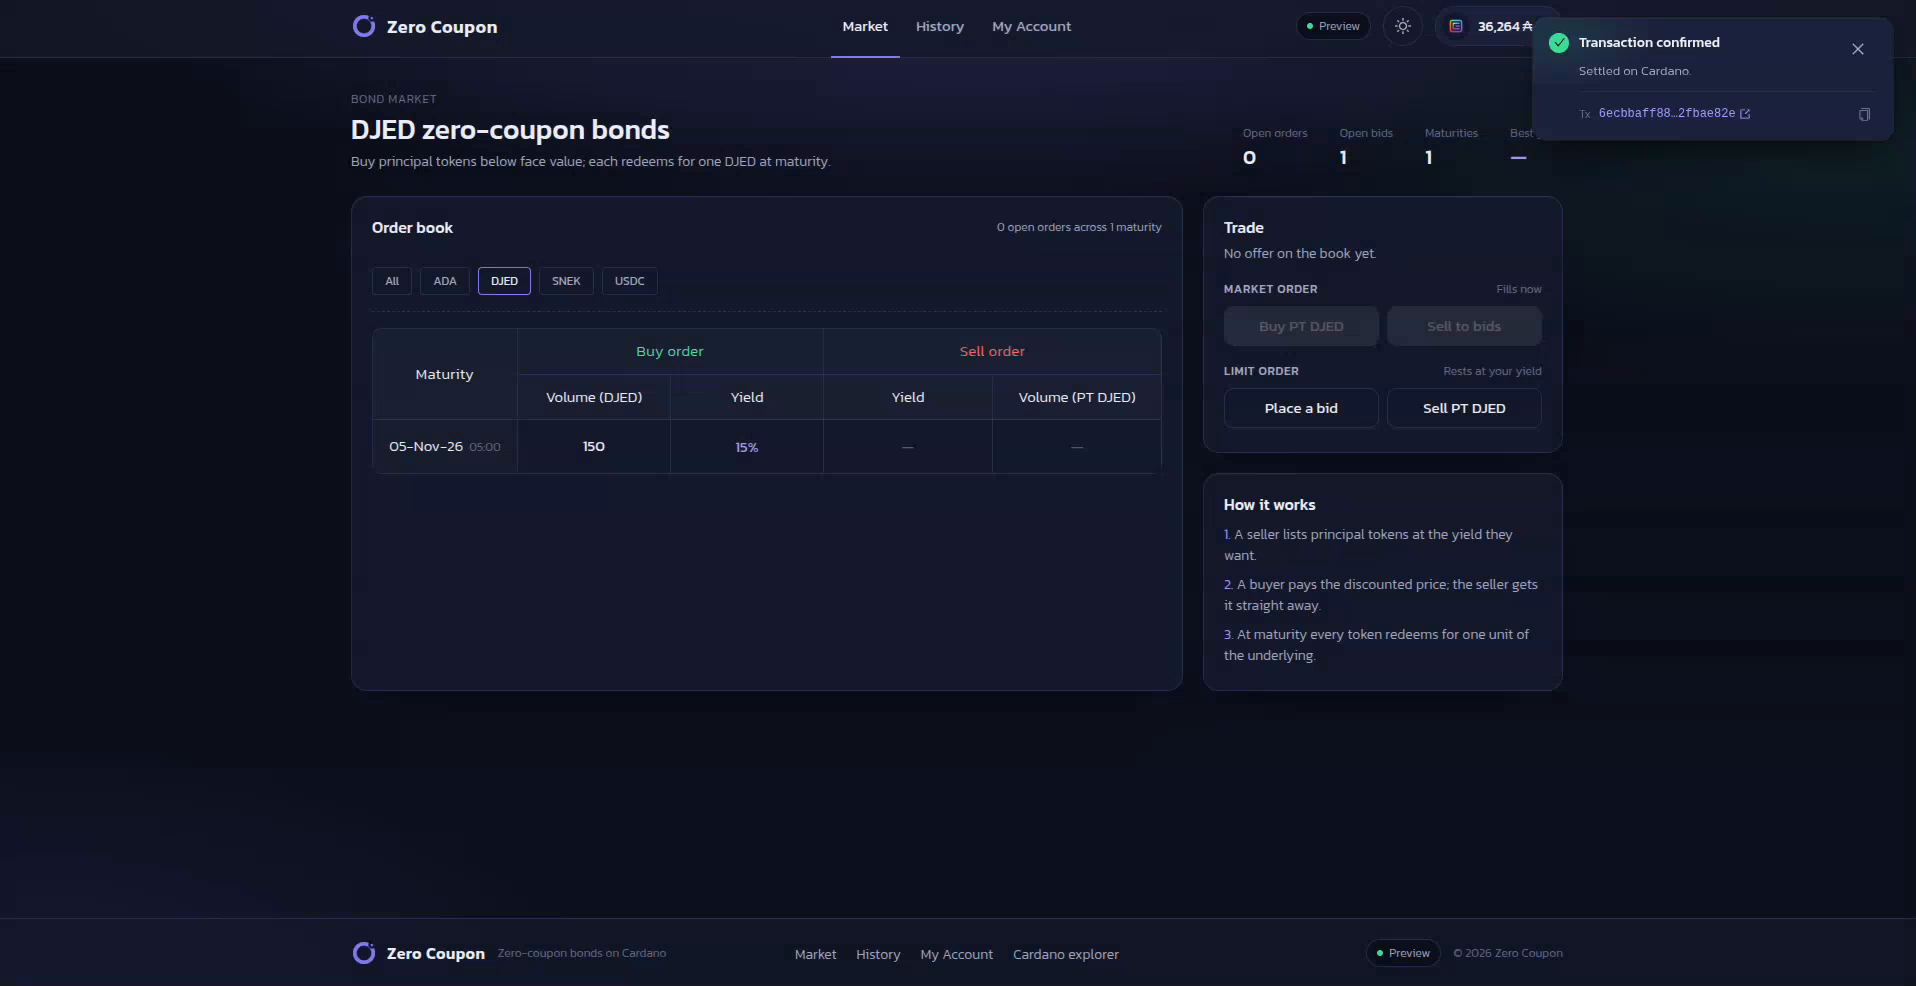 Zero Coupon
Market
History
My Account
Preview
36,264 ₳
Transaction confirmed
Settled on Cardano.
Tx 6ecbbaff88…2fbae82e
BOND MARKET
DJED zero-coupon bonds
Buy principal tokens below face value; each redeems for one DJED at maturity.
Open orders
0
Open bids
1
Maturities
1
Best
—
Order book
0 open orders across 1 maturity
All
ADA
DJED
SNEK
USDC
Maturity
Buy order
Sell order
Volume (DJED)
Yield
Yield
Volume (PT DJED)
05-Nov-26 05:00
150
15%
—
—
Trade
No offer on the book yet.
MARKET ORDER
Fills now
Buy PT DJED
Sell to bids
LIMIT ORDER
Rests at your yield
Place a bid
Sell PT DJED
How it works
1. A seller lists principal tokens at the yield they
want.
2. A buyer pays the discounted price; the seller gets
it straight away.
3. At maturity every token redeems for one unit of
the underlying.
Zero Coupon
Zero-coupon bonds on Cardano
Market
History
My Account
Cardano explorer
Preview
© 2026 Zero Coupon